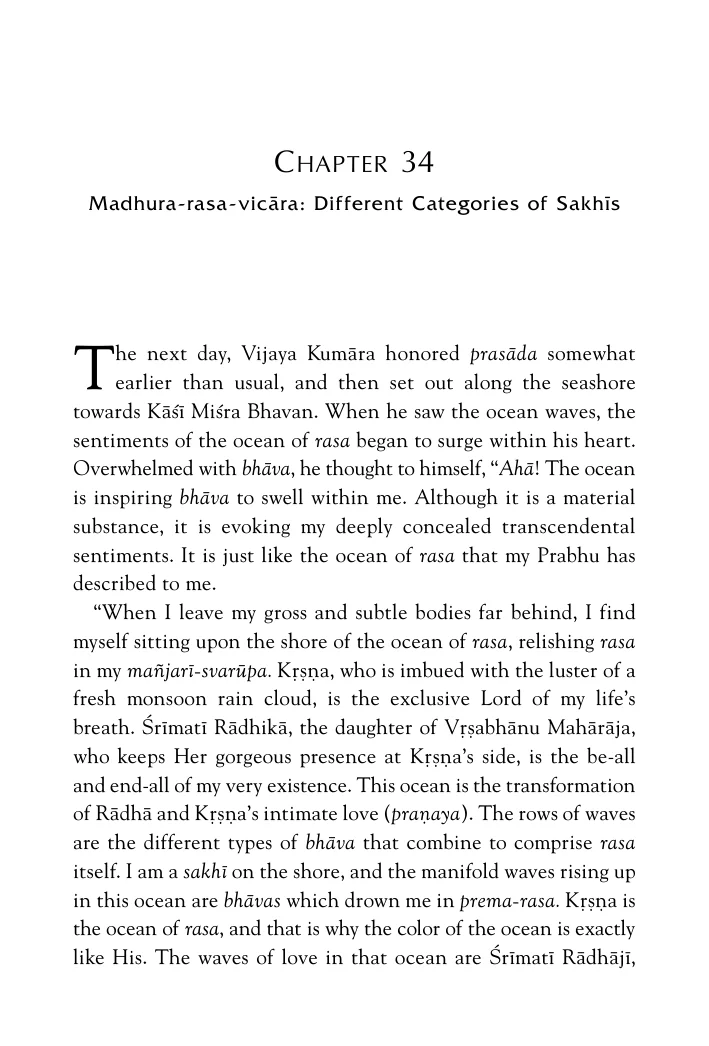 Chapter 34
Madhura-rasa-vicāra: Different Categories of Sakhīs
The next day, Vijaya Kumāra honored prasāda somewhat
earlier than usual, and then set out along the seashore
towards Kāśī Miśra Bhavan. When he saw the ocean waves, the
sentiments of the ocean of rasa began to surge within his heart.
Overwhelmed with bhāva, he thought to himself, “Ahā! The ocean
is inspiring bhāva to swell within me. Although it is a material
substance, it is evoking my deeply concealed transcendental
sentiments. It is just like the ocean of rasa that my Prabhu has
described to me.
“When I leave my gross and subtle bodies far behind, I find
myself sitting upon the shore of the ocean of rasa, relishing rasa
in my mañjarī-svarūpa. Kṛṣṇa, who is imbued with the luster of a
fresh monsoon rain cloud, is the exclusive Lord of my life’s
breath. Śrīmatī Rādhikā, the daughter of Vṛṣabhānu Mahārāja,
who keeps Her gorgeous presence at Kṛṣṇa’s side, is the be-all
and end-all of my very existence. This ocean is the transformation
of Rādhā and Kṛṣṇa’s intimate love (praṇaya). The rows of waves
are the different types of bhāva that combine to comprise rasa
itself. I am a sakhī on the shore, and the manifold waves rising up
in this ocean are bhāvas which drown me in prema-rasa. Kṛṣṇa is
the ocean of rasa, and that is why the color of the ocean is exactly
like His. The waves of love in that ocean are Śrīmatī Rādhājī,